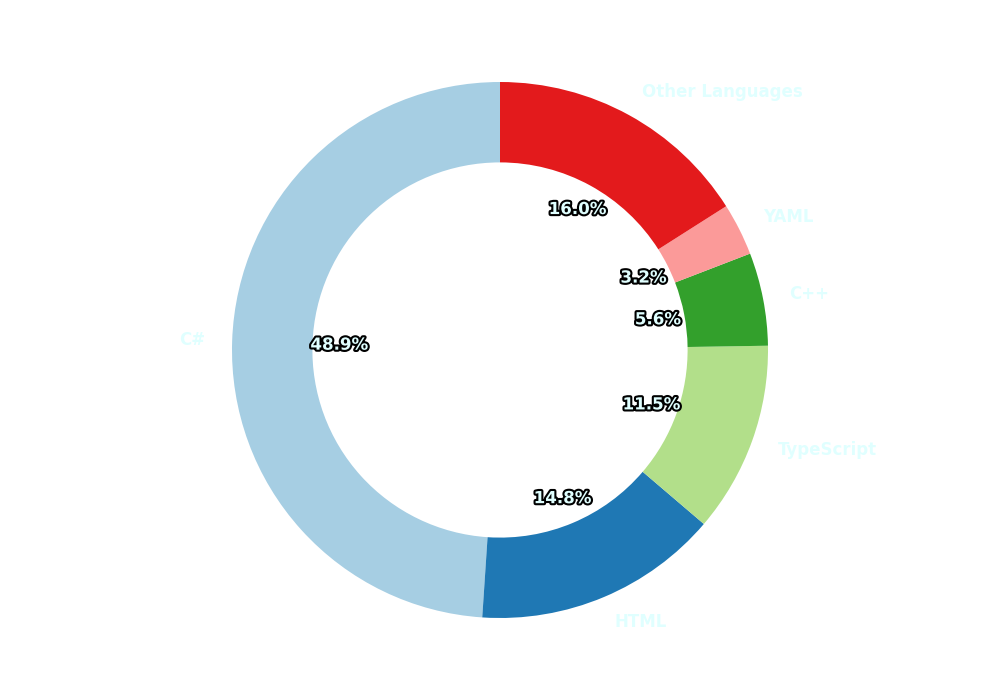 Other Languages
16.0%
YAML
3.2%
C++
5.6%
C#
48.9%
11.5%
TypeScript
14.8%
HTML